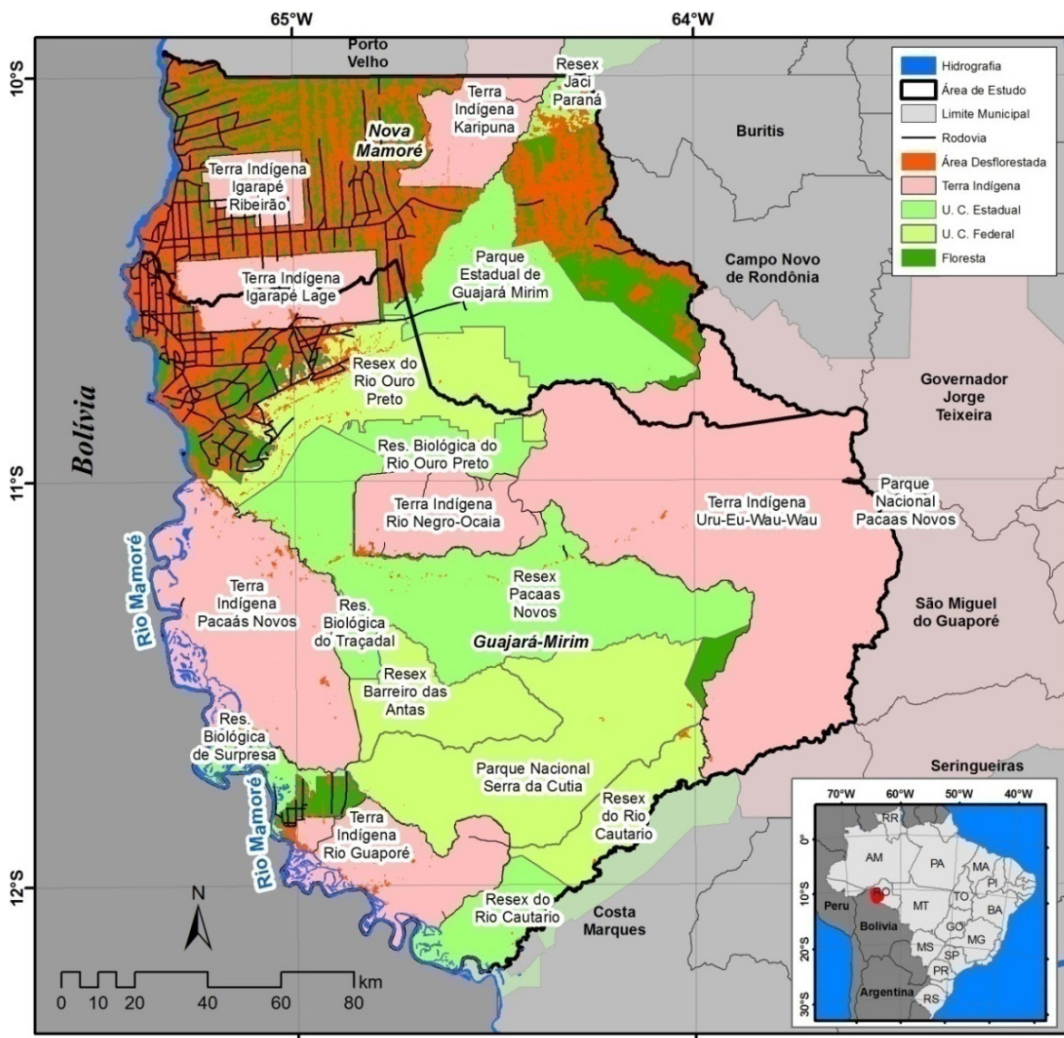 65°W
64°W
10°S
11°S
12°S
Porto
Velho
Resex
Jaci
Paraná
Terra
Indígena
Karipuna
Nova
Mamoré
Buritis
Terra Indígena
Igarapé
Ribeirão
Campo Novo
de Rondônia
Parque
Estadual de
Guajará Mirim
Terra Indígena
Igarapé Lage
Resex do
Rio Ouro
Preto
Governador
Jorge
Teixeira
Bolívia
Res. Biológica do
Rio Ouro Preto
Terra Indígena
Rio Negro-Ocaia
Terra Indígena
Uru-Eu-Wau-Wau
Parque
Nacional
Pacaas Novos
Rio Mamoré
Terra
Indígena
Pacaás Novos
Resex
Pacaas
Novos
Res.
Biológica
do Traçadal
Guajará-Mirim
São Miguel
do Guaporé
Resex
Barreiro das
Antas
Res.
Biológica
de Surpresa
Parque Nacional
Serra da Cutia
Seringueiras
Rio Mamoré
Resex
do Rio
Cautario
Terra
Indígena
Rio Guaporé
Resex do
Rio Cautario
Costa
Marques
N
km
0 10 20 40 60 80
Hidrografia
Área de Estudo
Limite Municipal
Rodovia
Área Desflorestada
Terra Indígena
U. C. Estadual
U. C. Federal
Floresta
70°W 60°W 50°W 40°W
0°
10°S
20°S
30°S
RR
AM
PA
MA
PI
RO
TO
MT
BA
GO
MG
MS
SP
PR
RS
Peru
Bolivia
Argentina